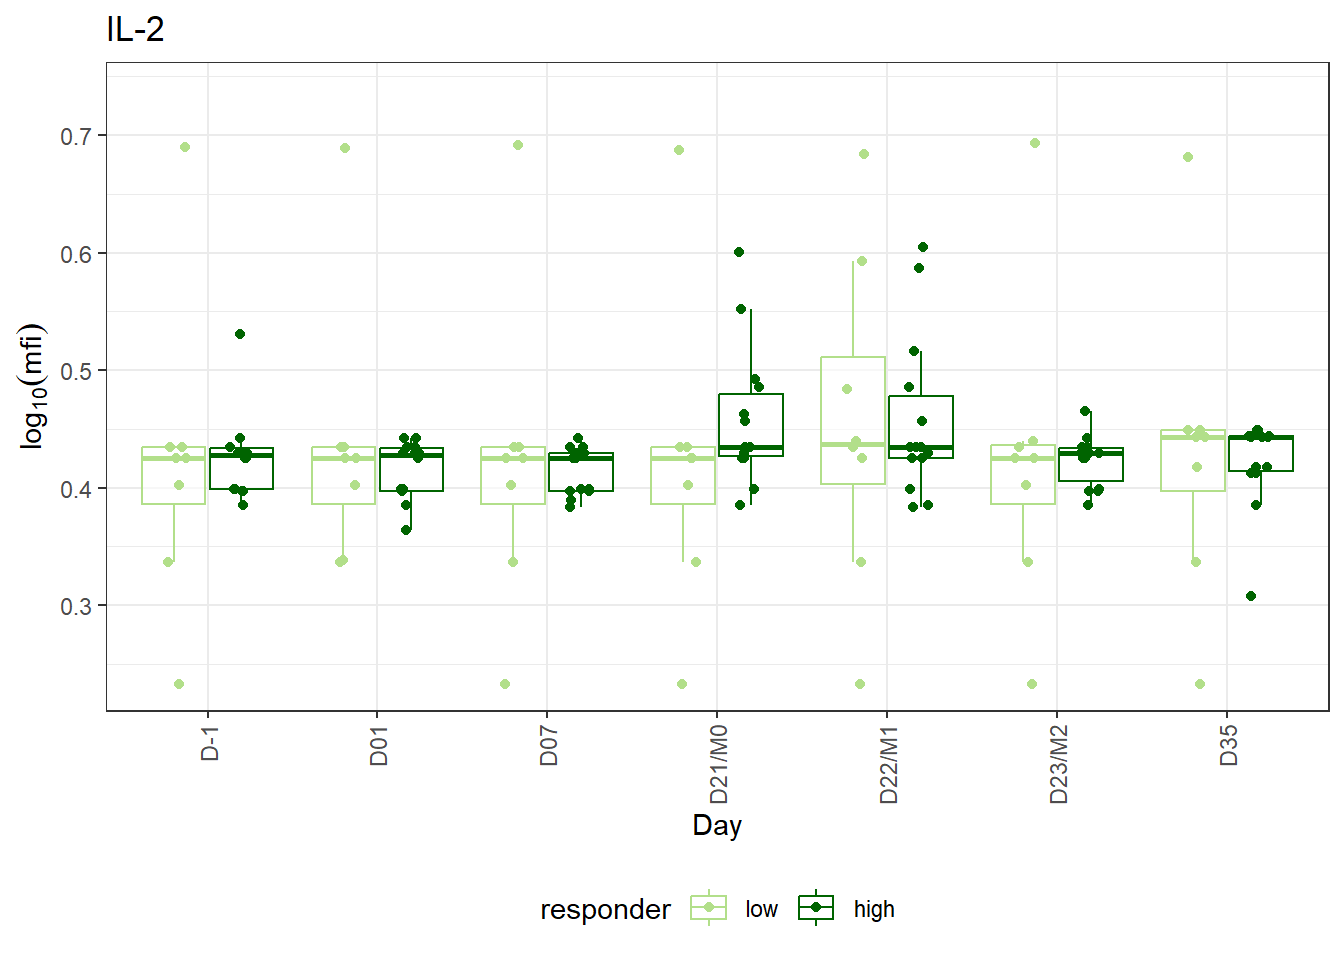 IL-2
log10(mfi)
0.7
0.6
0.5
0.4
0.3
D-1
D01
D07
D21/M0
D22/M1
D23/M2
D35
Day
responder low high